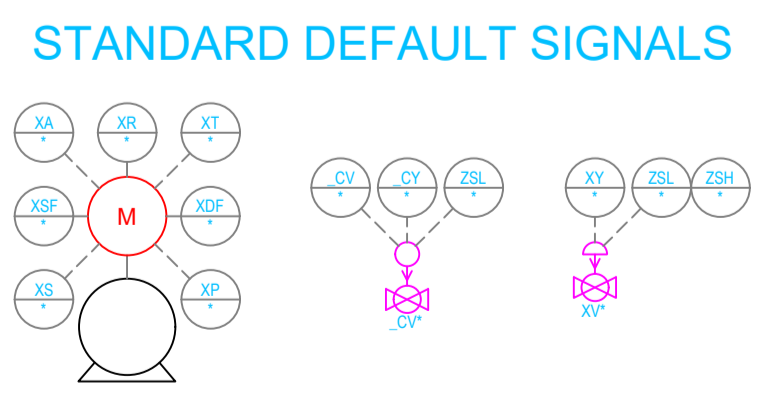 STANDARD DEFAULT SIGNALS
XA
*
XR
*
XT
*
XSF
*
M
XDF
*
XS
*
XP
*
_CV
*
_CY
*
ZSL
*
_CV*
XY
*
ZSL
*
ZSH
*
XV*